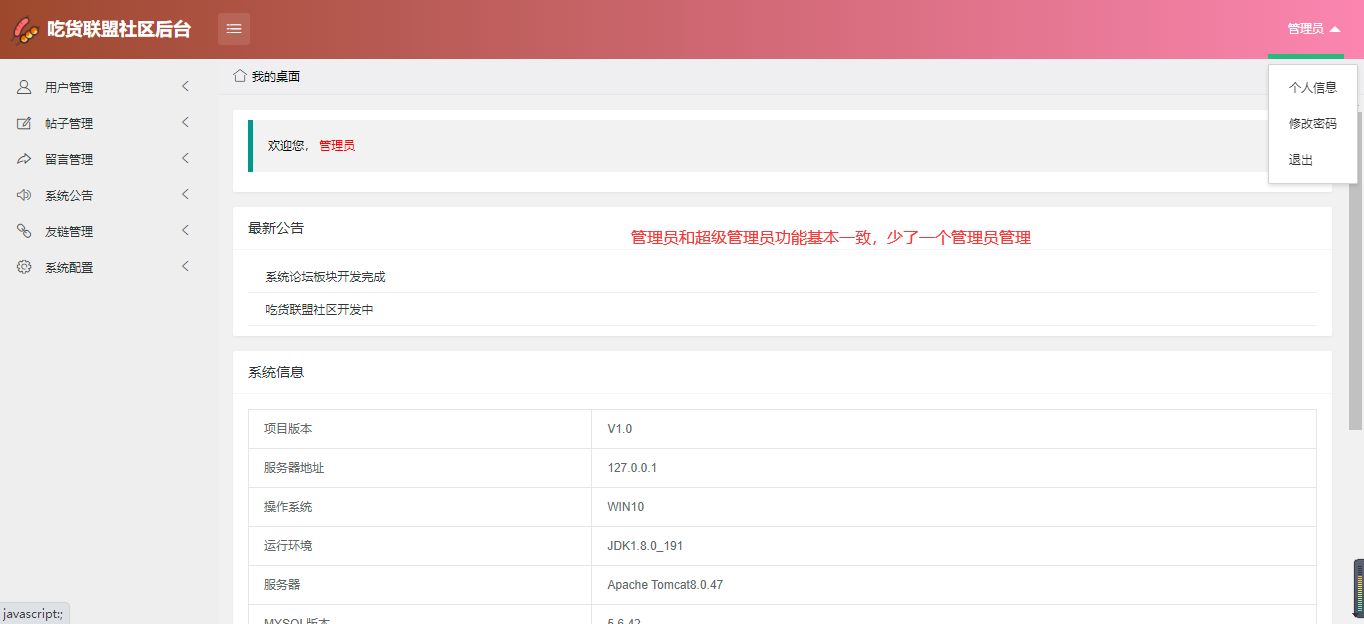 吃货联盟社区后台
管理员
用户管理
帖子管理
留言管理
系统公告
友链管理
系统配置
我的桌面
个人信息
修改密码
退出
欢迎您，管理员
最新公告
管理员和超级管理员功能基本一致，少了一个管理员管理
系统论坛板块开发完成
吃货联盟社区开发中
系统信息
项目版本 V1.0
服务器地址 127.0.0.1
操作系统 WIN10
运行环境 JDK1.8.0_191
服务器 Apache Tomcat8.0.47
MYSQL版本 5.6.42
javascript:;